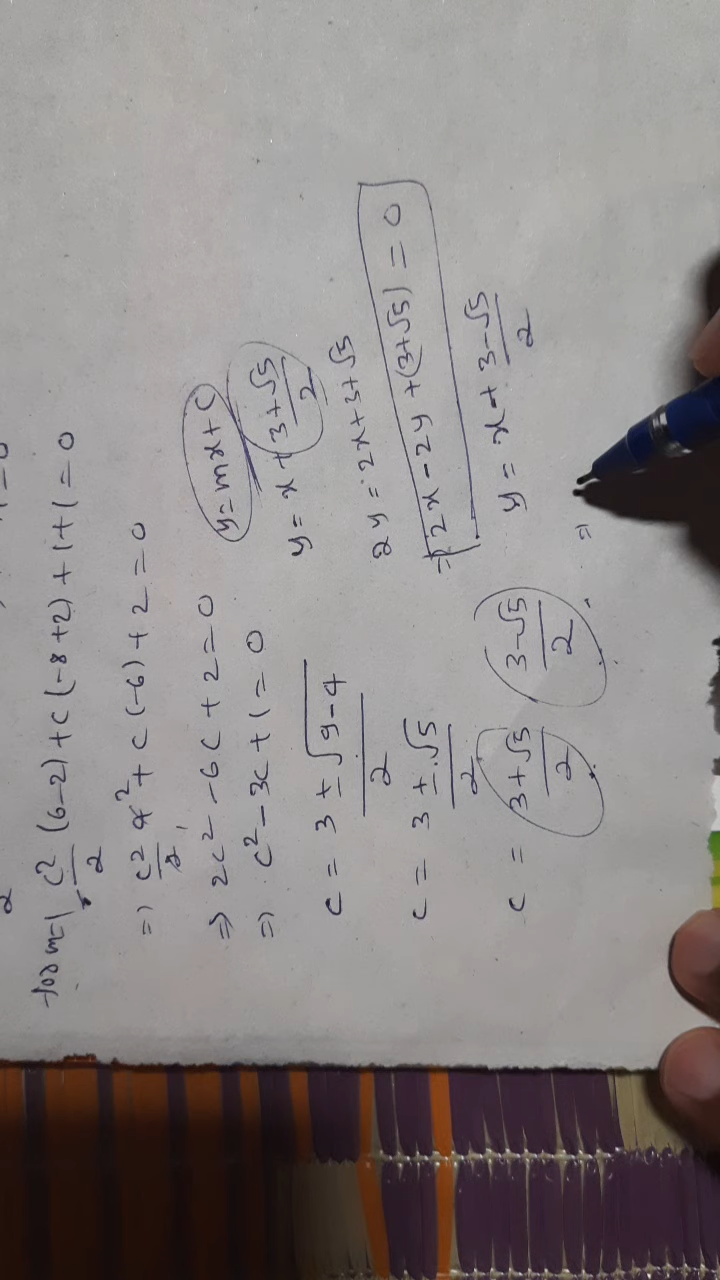 for m=1 c²/2 (6-2) + c(-8+2) + 1+1 = 0
=) c²/2 4 + c(-6) + 2 = 0
=) 2c² - 6c + 2 = 0
=) c² - 3c + 1 = 0
c = 3 ± √9-4 / 2
c = 3 ± √5 / 2
c = 3+√5 / 2 3-√5 / 2
y = mx + c
y = x + 3+√5 / 2
2y = 2x + 3 + √5
=) 2x - 2y + (3+√5) = 0
y = x + 3-√5 / 2
=)